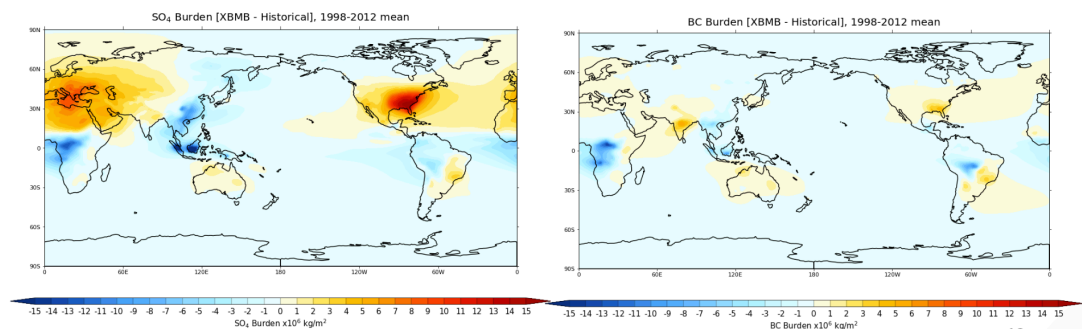 SO4 Burden [XBMB - Historical], 1998-2012 mean
90N
60N
30N
0
30S
60S
90S
0 60E 120E 180 120W 60W 0
-15 -14 -13 -12 -11 -10 -9 -8 -7 -6 -5 -4 -3 -2 -1 0 1 2 3 4 5 6 7 8 9 10 11 12 13 14 15
SO4 Burden x10^6 kg/m^2
BC Burden [XBMB - Historical], 1998-2012 mean
90N
60N
30N
0
30S
60S
90S
0 60E 120E 180 120W 60W 0
-15 -14 -13 -12 -11 -10 -9 -8 -7 -6 -5 -4 -3 -2 -1 0 1 2 3 4 5 6 7 8 9 10 11 12 13 14 15
BC Burden x10^6 kg/m^2